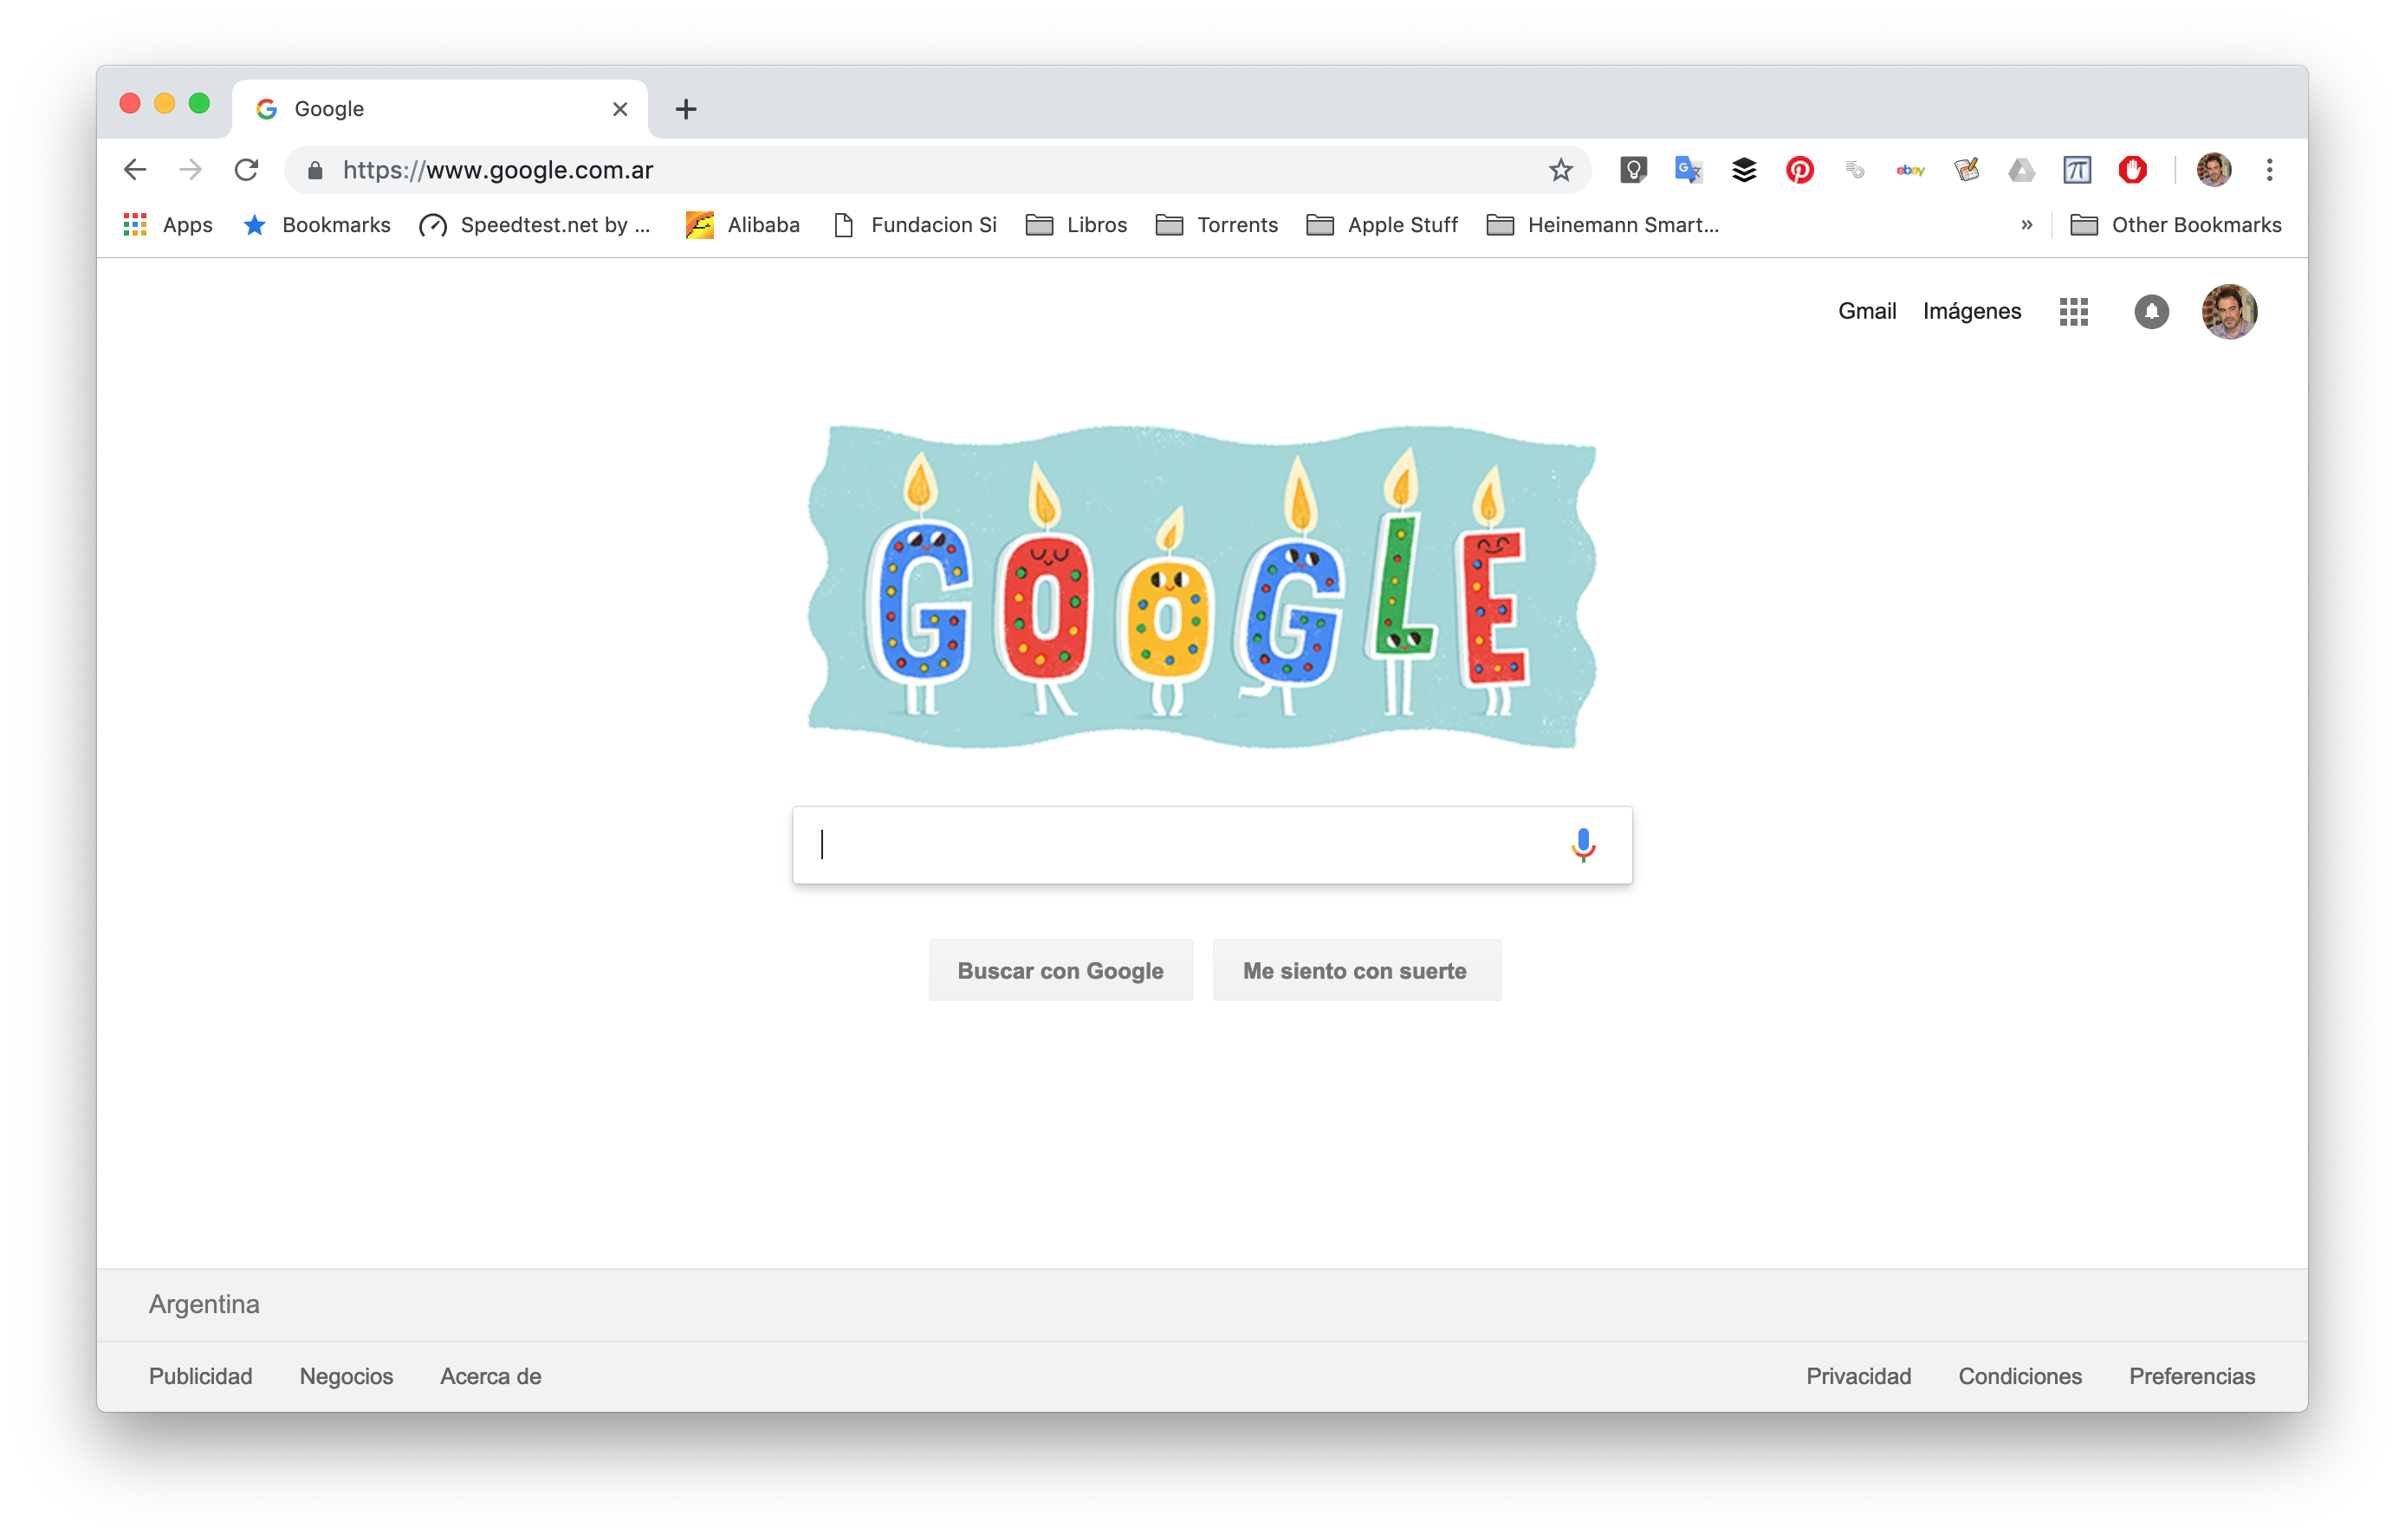 Google
https://www.google.com.ar
ebay
Apps Bookmarks Speedtest.net by ... Alibaba Fundacion Si Libros Torrents Apple Stuff Heinemann Smart... » Other Bookmarks
Gmail Imágenes
GOOGLE
Buscar con Google Me siento con suerte
Argentina
Publicidad Negocios Acerca de Privacidad Condiciones Preferencias